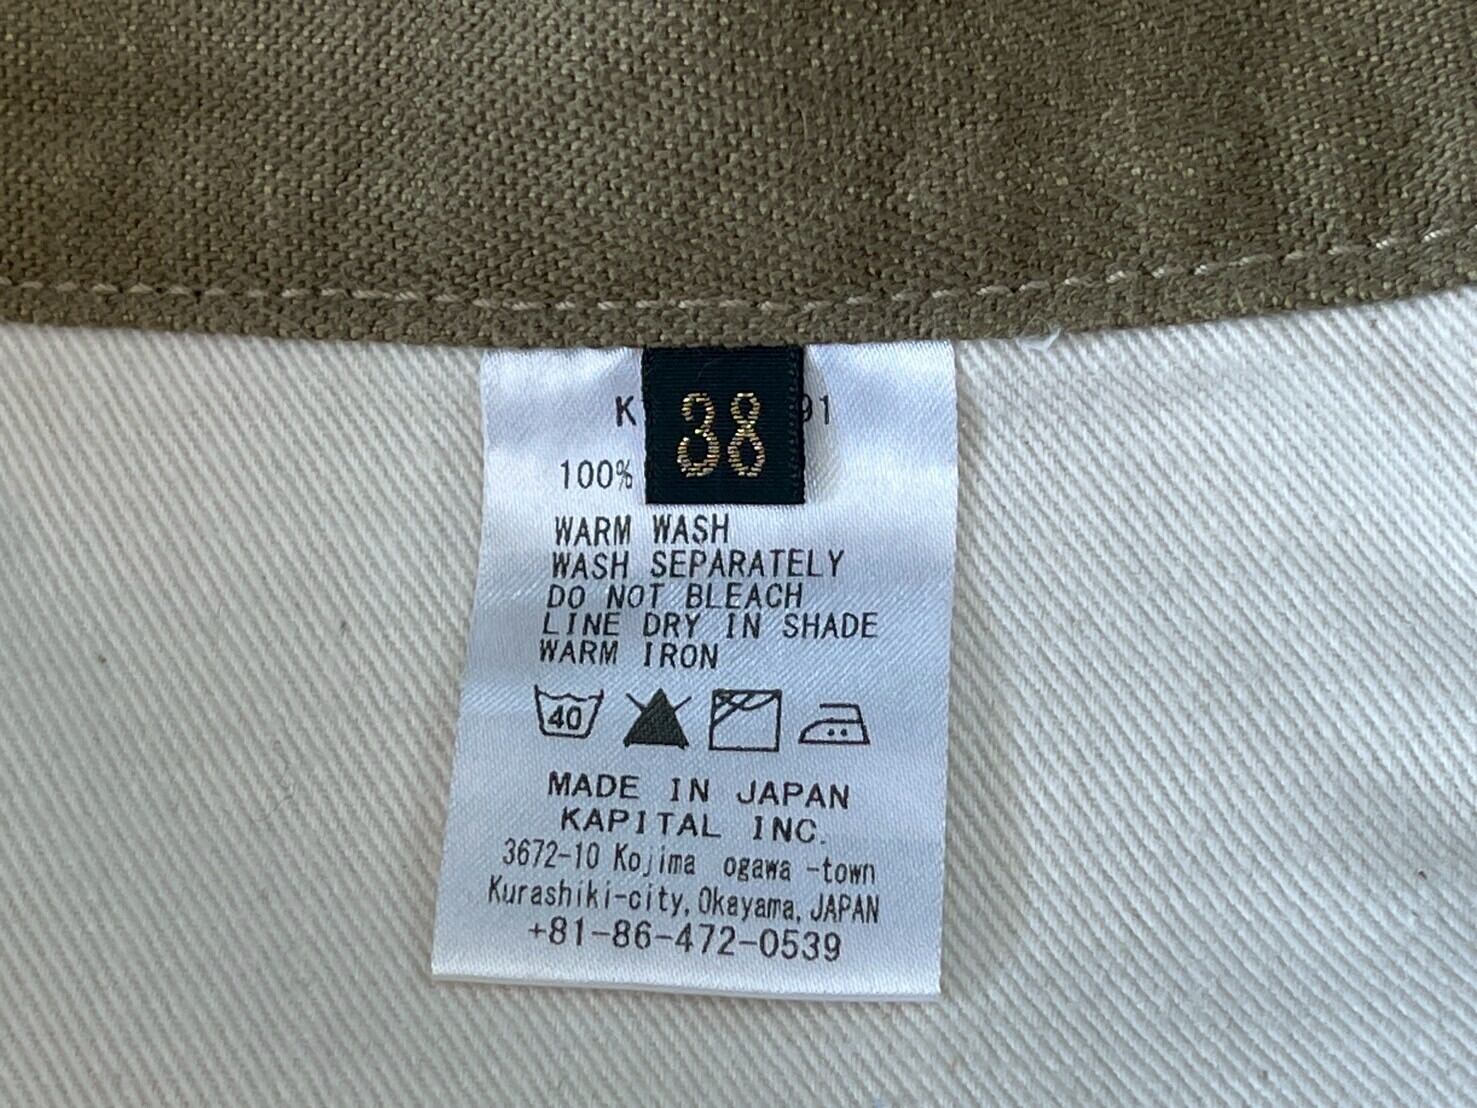 K 38 91
100%
WARM WASH
WASH SEPARATELY
DO NOT BLEACH
LINE DRY IN SHADE
WARM IRON
40
MADE IN JAPAN
KAPITAL INC.
3672-10 Kojima ogawa -town
Kurashiki-city, Okayama, JAPAN
+81-86-472-0539